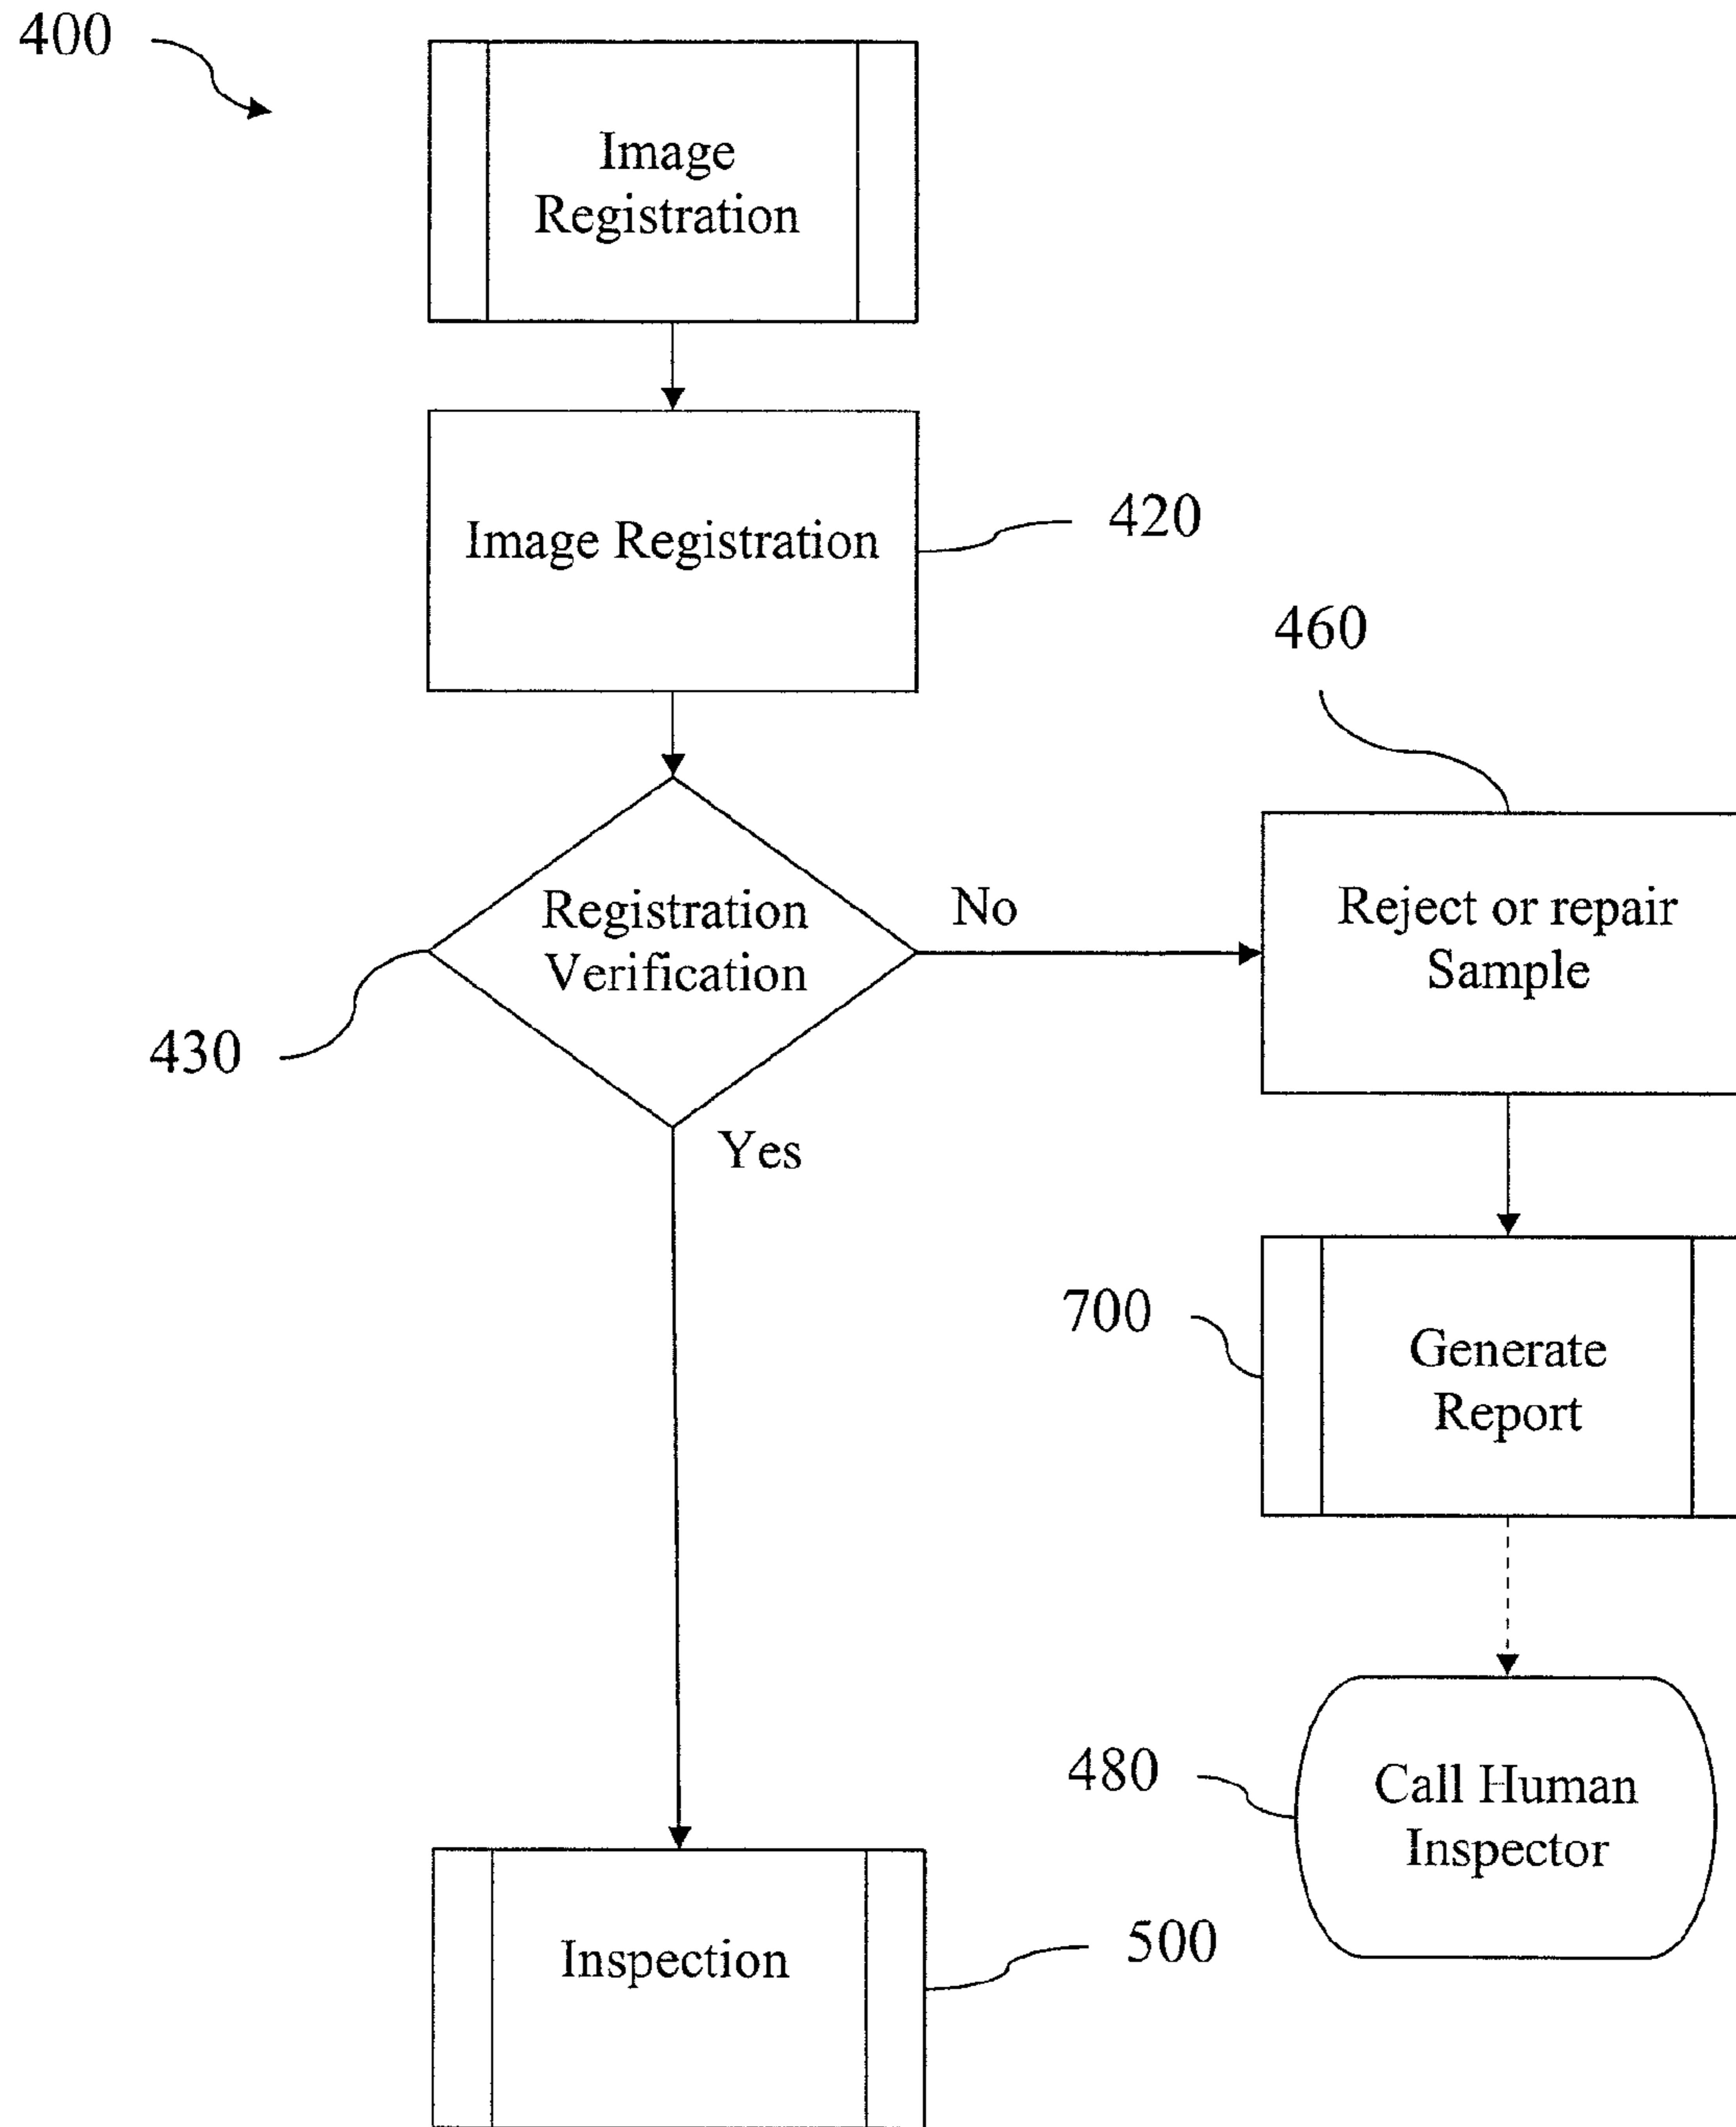 400
Image
Registration
Image Registration
420
460
Registration
Verification
No
Reject or repair
Sample
430
Yes
700
Generate
Report
480
Call Human
Inspector
Inspection
500